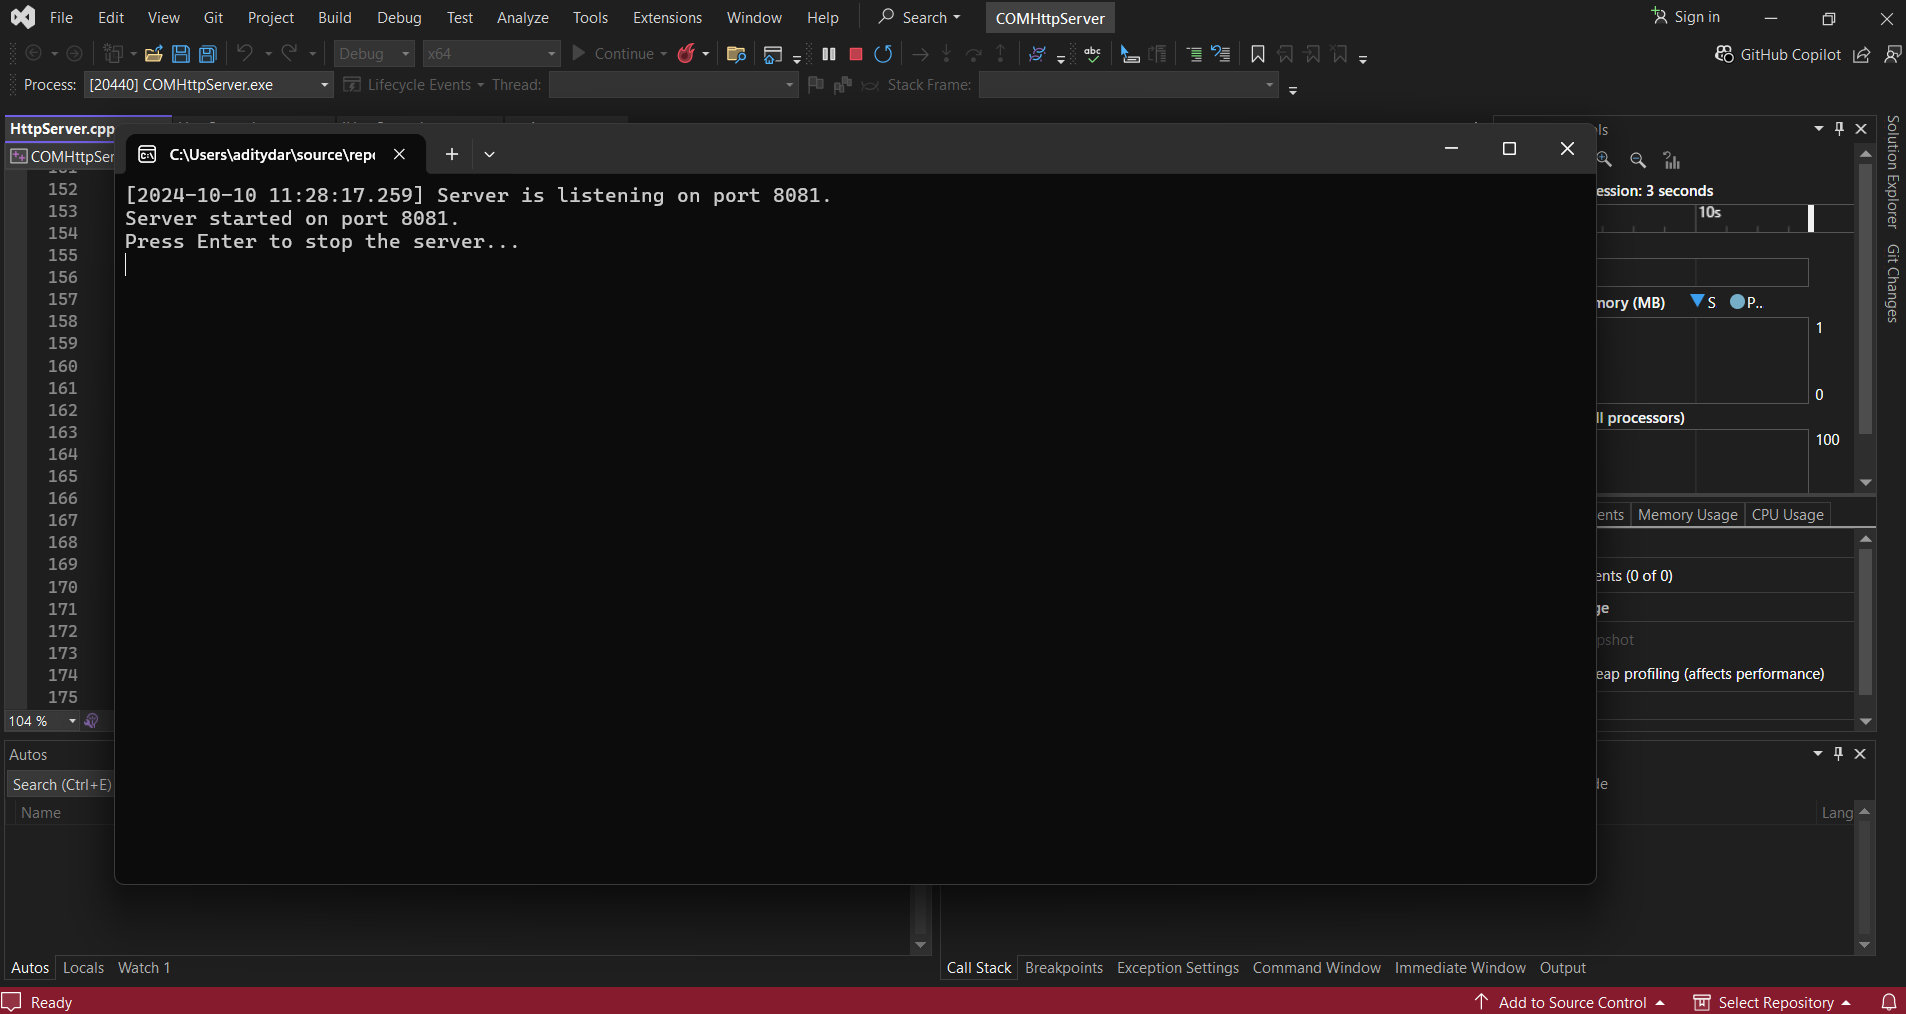 File Edit View Git Project Build Debug Test Analyze Tools Extensions Window Help Search COMHttpServer Sign in
Debug x64 Continue abc GitHub Copilot
Process: [20440] COMHttpServer.exe Lifecycle Events Thread: Stack Frame:
HttpServer.cpp
COMHttpSer
C:\Users\aditydar\source\rep
[2024-10-10 11:28:17.259] Server is listening on port 8081.
Server started on port 8081.
Press Enter to stop the server...
152
153
154
155
156
157
158
159
160
161
162
163
164
165
166
167
168
169
170
171
172
173
174
175
104 %
ls
ession: 3 seconds
10s
mory (MB) S P..
1
0
ll processors)
100
ents Memory Usage CPU Usage
ents (0 of 0)
ge
pshot
eap profiling (affects performance)
Solution Explorer
Git Changes
Autos
Search (Ctrl+E)
Name
de
Lang
Autos Locals Watch 1
Call Stack Breakpoints Exception Settings Command Window Immediate Window Output
Ready Add to Source Control Select Repository